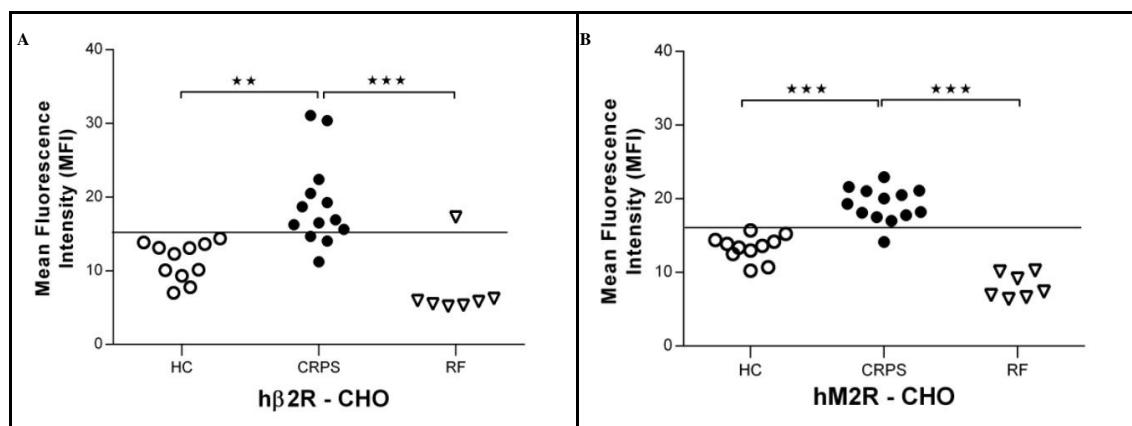 A
Mean Fluorescence
Intensity (MFI)
40
30
20
10
0
★★
★★★
HC
CRPS
RF
hβ2R - CHO
B
Mean Fluorescence
Intensity (MFI)
40
30
20
10
0
★★★
★★★
HC
CRPS
RF
hM2R - CHO